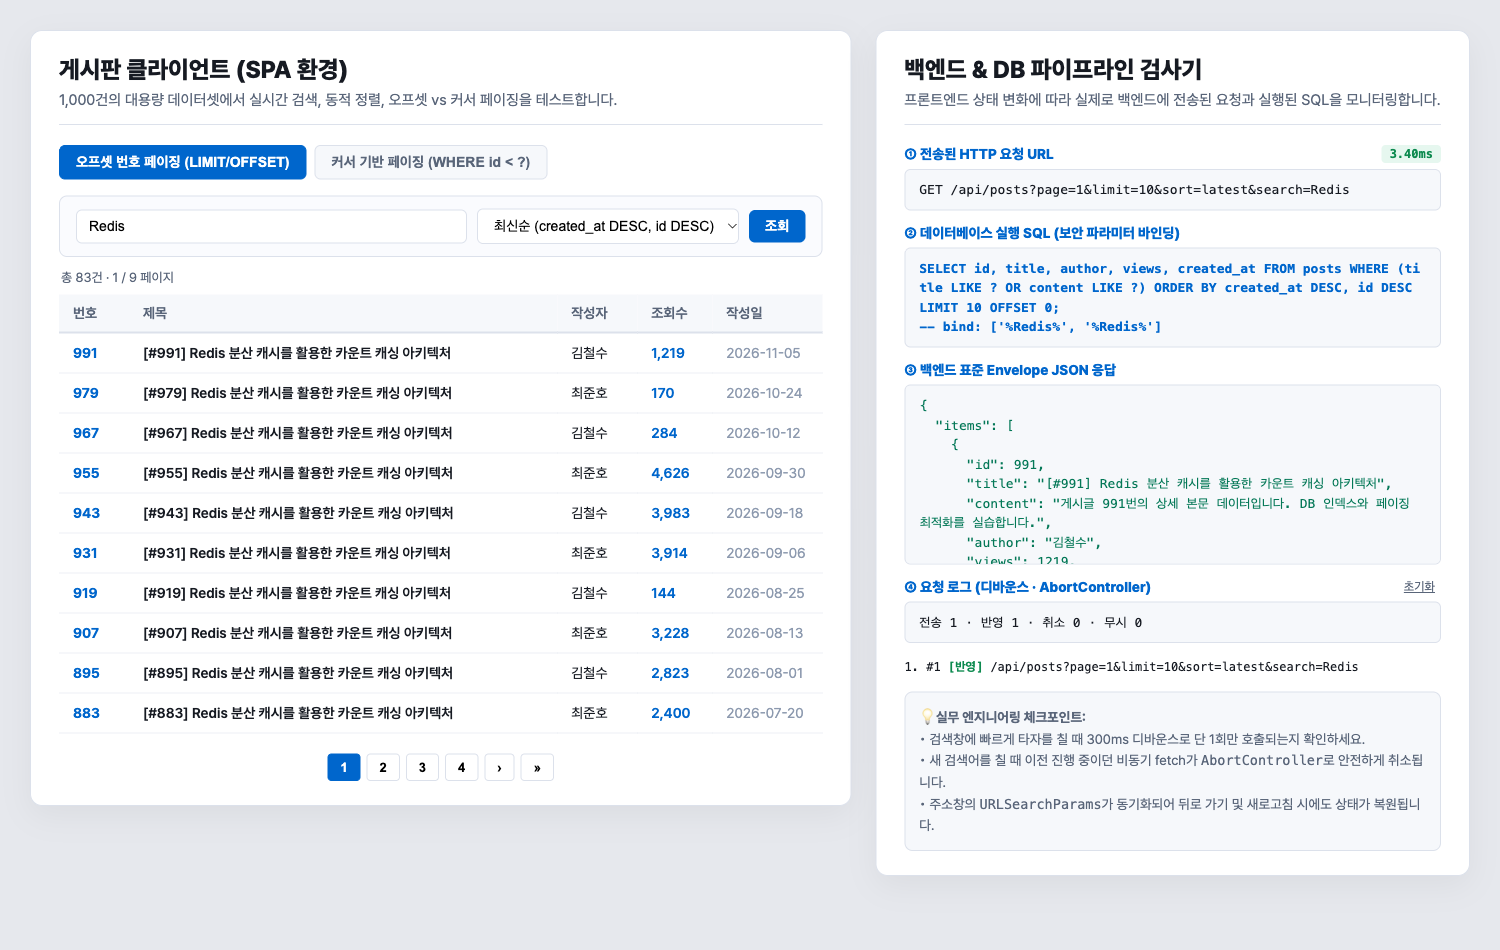 게시판 클라이언트 (SPA 환경)
1,000건의 대용량 데이터셋에서 실시간 검색, 동적 정렬, 오프셋 vs 커서 페이징을 테스트합니다.
오프셋 번호 페이징 (LIMIT/OFFSET)
커서 기반 페이징 (WHERE id < ?)
Redis
최신순 (created_at DESC, id DESC)
조회
총 83건 · 1 / 9 페이지
번호 제목 작성자 조회수 작성일
991 [#991] Redis 분산 캐시를 활용한 카운트 캐싱 아키텍처 김철수 1,219 2026-11-05
979 [#979] Redis 분산 캐시를 활용한 카운트 캐싱 아키텍처 최준호 170 2026-10-24
967 [#967] Redis 분산 캐시를 활용한 카운트 캐싱 아키텍처 김철수 284 2026-10-12
955 [#955] Redis 분산 캐시를 활용한 카운트 캐싱 아키텍처 최준호 4,626 2026-09-30
943 [#943] Redis 분산 캐시를 활용한 카운트 캐싱 아키텍처 김철수 3,983 2026-09-18
931 [#931] Redis 분산 캐시를 활용한 카운트 캐싱 아키텍처 최준호 3,914 2026-09-06
919 [#919] Redis 분산 캐시를 활용한 카운트 캐싱 아키텍처 김철수 144 2026-08-25
907 [#907] Redis 분산 캐시를 활용한 카운트 캐싱 아키텍처 최준호 3,228 2026-08-13
895 [#895] Redis 분산 캐시를 활용한 카운트 캐싱 아키텍처 김철수 2,823 2026-08-01
883 [#883] Redis 분산 캐시를 활용한 카운트 캐싱 아키텍처 최준호 2,400 2026-07-20
1 2 3 4 › »
백엔드 & DB 파이프라인 검사기
프론트엔드 상태 변화에 따라 실제로 백엔드에 전송된 요청과 실행된 SQL을 모니터링합니다.
① 전송된 HTTP 요청 URL
3.40ms
GET /api/posts?page=1&limit=10&sort=latest&search=Redis
② 데이터베이스 실행 SQL (보안 파라미터 바인딩)
SELECT id, title, author, views, created_at FROM posts WHERE (ti
tle LIKE ? OR content LIKE ?) ORDER BY created_at DESC, id DESC
LIMIT 10 OFFSET 0;
-- bind: ['%Redis%', '%Redis%']
③ 백엔드 표준 Envelope JSON 응답
{
"items": [
{
"id": 991,
"title": "[#991] Redis 분산 캐시를 활용한 카운트 캐싱 아키텍처",
"content": "게시글 991번의 상세 본문 데이터입니다. DB 인덱스와 페이징
최적화를 실습합니다.",
"author": "김철수",
"views": 1219,
④ 요청 로그 (디바운스 · AbortController)
초기화
전송 1 · 반영 1 · 취소 0 · 무시 0
1. #1 [반영] /api/posts?page=1&limit=10&sort=latest&search=Redis
💡실무 엔지니어링 체크포인트:
• 검색창에 빠르게 타자를 칠 때 300ms 디바운스로 단 1회만 호출되는지 확인하세요.
• 새 검색어를 칠 때 이전 진행 중이던 비동기 fetch가 AbortController로 안전하게 취소됩
니다.
• 주소창의 URLSearchParams가 동기화되어 뒤로 가기 및 새로고침 시에도 상태가 복원됩니
다.